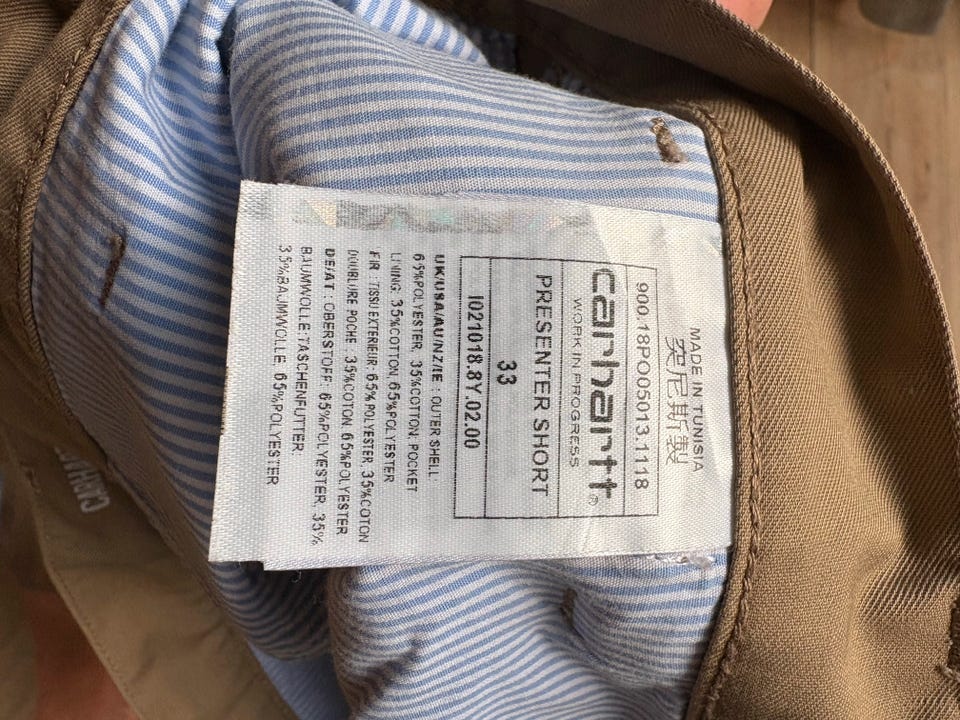 MADE IN TUNISIA
突尼斯製
900.18PO05013.1118
carhartt®
WORK IN PROGRESS
PRESENTER SHORT
33
I021018.8Y.02.00
UK/USA/AU/NZ/IE : OUTER SHELL:
65%POLYESTER, 35%COTTON, POCKET
LINING: 35%COTTON, 65%POLYESTER
F/R : TISSU EXTERIEUR: 65%POLYESTER, 35%COTON
DOUBLURE POCHE : 35%COTON, 65%POLYESTER
DE/AT : OBERSTOFF: 65%POLYESTER, 35%
BAUMWOLLE-TASCHENFUTTER:
35%BAUMWOLLE, 65%POLYESTER